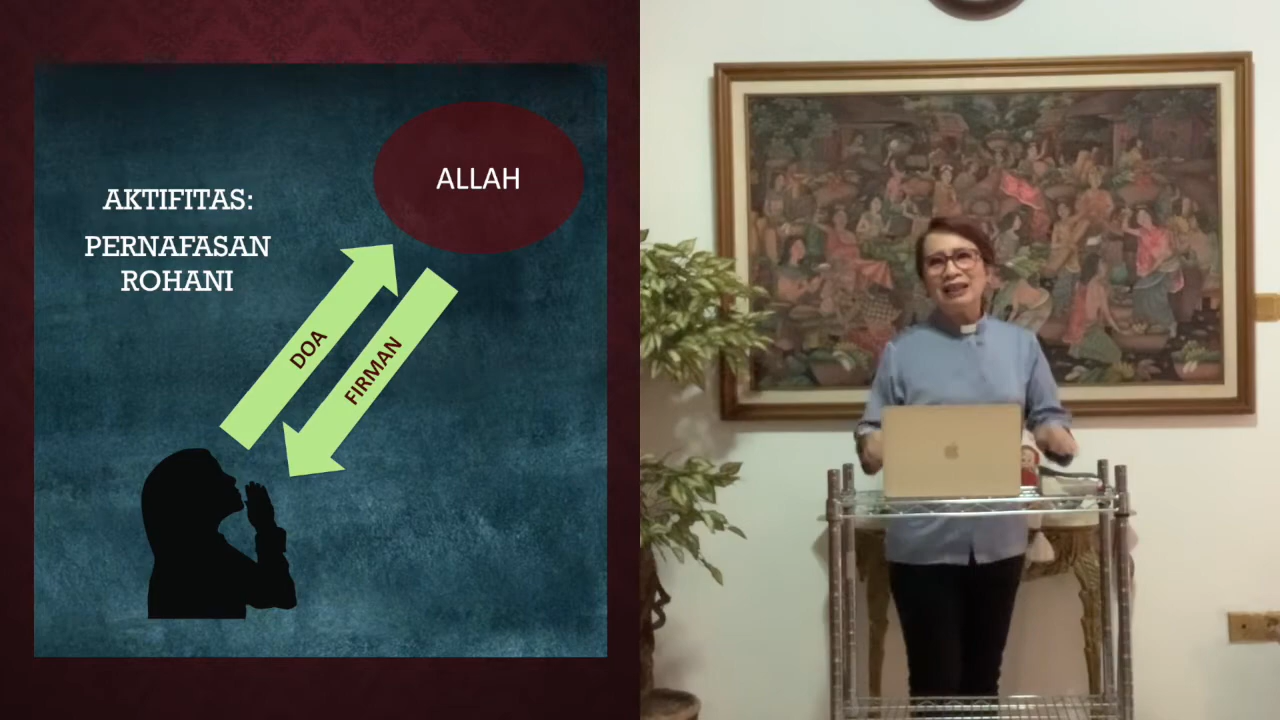 AKTIFITAS:
PERNAFASAN
ROHANI
ALLAH
DOA
FIRMAN